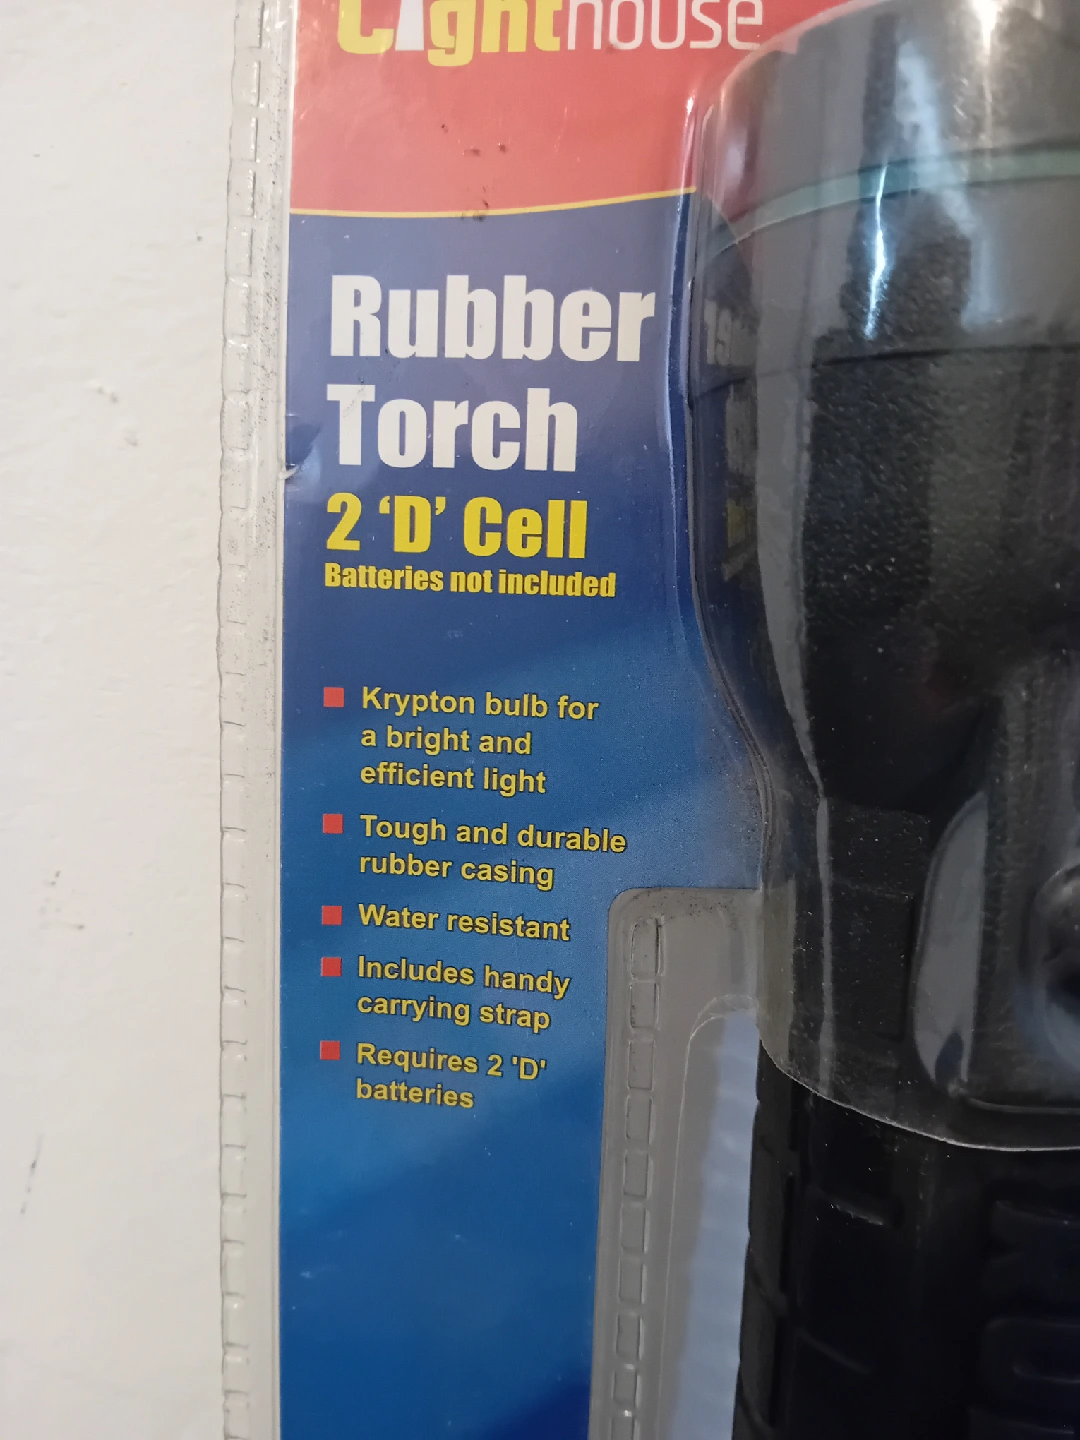 Lighthouse
Rubber
Torch
2 'D' Cell
Batteries not included
Krypton bulb for
a bright and
efficient light
Tough and durable
rubber casing
Water resistant
Includes handy
carrying strap
Requires 2 'D'
batteries